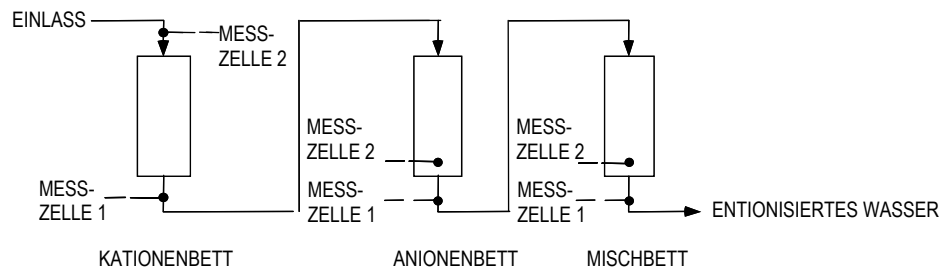 EINLASS
MESS-
ZELLE 2
MESS-
ZELLE 2
MESS-
ZELLE 2
MESS-
ZELLE 1
MESS-
ZELLE 1
MESS-
ZELLE 1
ENTIONISIERTES WASSER
KATIONENBETT
ANIONENBETT
MISCHBETT